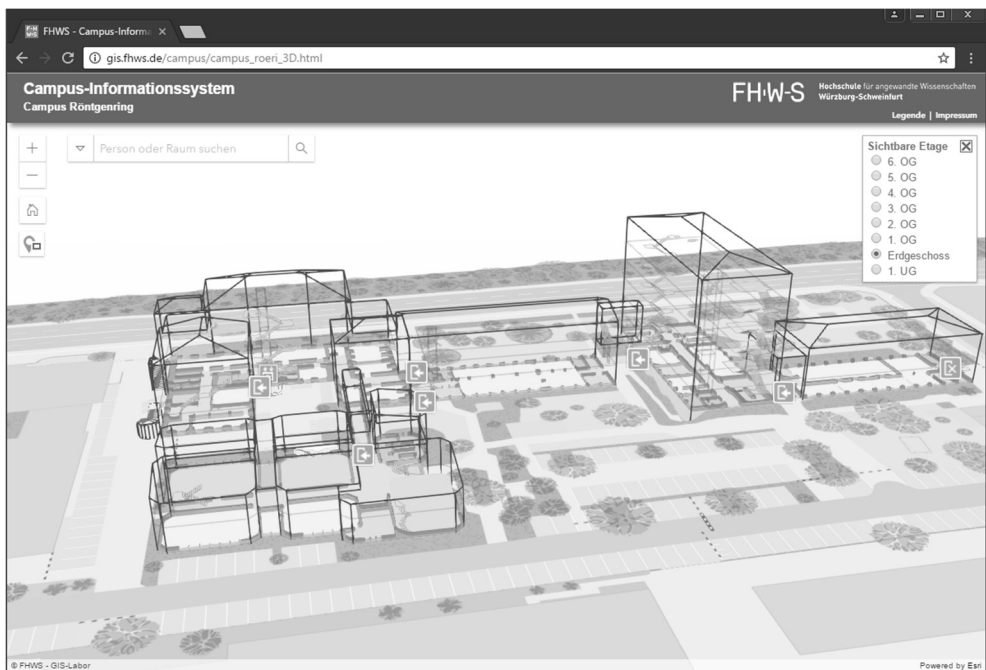 FHWS - Campus-Informa
gis.fhws.de/campus/campus_roeri_3D.html
Campus-Informationssystem
Campus Röntgenring
FH·W-S
Hochschule für angewandte Wissenschaften
Würzburg-Schweinfurt
Legende | Impressum
Person oder Raum suchen
Sichtbare Etage
6. OG
5. OG
4. OG
3. OG
2. OG
1. OG
Erdgeschoss
1. UG
© FHWS - GIS-Labor
Powered by Esri